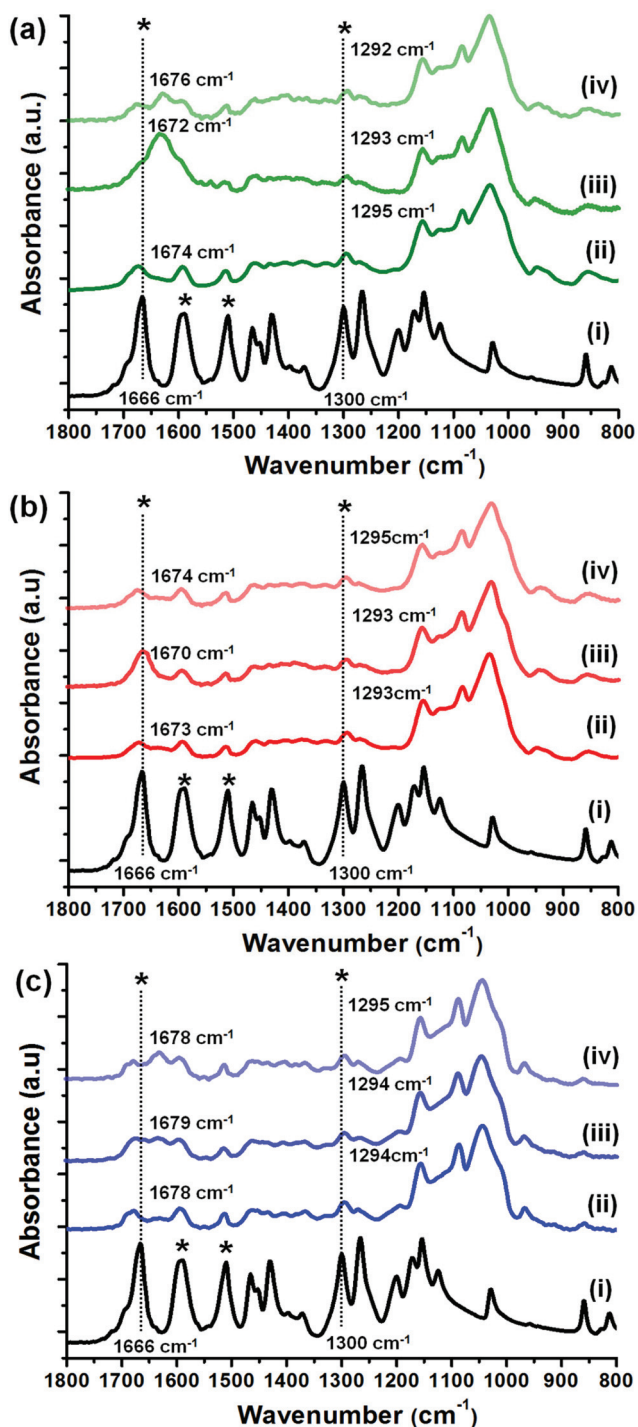 (a)
*
*
1676 cm-1
1292 cm-1
(iv)
1672 cm-1
1293 cm-1
(iii)
1295 cm-1
(ii)
1674 cm-1
* *
(i)
1666 cm-1
1300 cm-1
1800 1700 1600 1500 1400 1300 1200 1100 1000 900 800
Wavenumber (cm-1)
Absorbance (a.u.)
(b)
*
*
1295cm-1
(iv)
1674 cm-1
1293 cm-1
(iii)
1670 cm-1
1293cm-1
(ii)
1673 cm-1
* *
(i)
1666 cm-1
1300 cm-1
1800 1700 1600 1500 1400 1300 1200 1100 1000 900 800
Wavenumber (cm-1)
Absorbance (a.u)
(c)
*
*
1295 cm-1
1678 cm-1
(iv)
1294 cm-1
1679 cm-1
(iii)
1294cm-1
1678 cm-1
(ii)
* *
(i)
1666 cm-1
1300 cm-1
1800 1700 1600 1500 1400 1300 1200 1100 1000 900 800
Wavenumber (cm-1)
Absorbance (a.u)